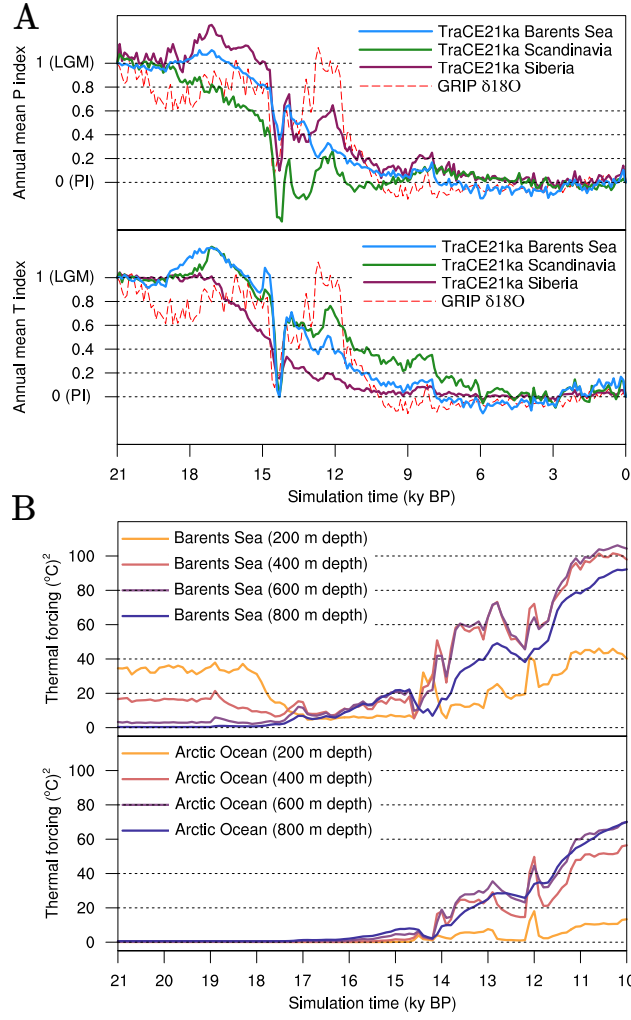 A
Annual mean P index
1 (LGM)
0.8
0.6
0.4
0.2
0 (PI)
TraCE21ka Barents Sea
TraCE21ka Scandinavia
TraCE21ka Siberia
GRIP δ18O
Annual mean T index
1 (LGM)
0.8
0.6
0.4
0.2
0 (PI)
TraCE21ka Barents Sea
TraCE21ka Scandinavia
TraCE21ka Siberia
GRIP δ18O
21 18 15 12 9 6 3 0
Simulation time (ky BP)
B
Thermal forcing (°C)²
100
80
60
40
20
0
Barents Sea (200 m depth)
Barents Sea (400 m depth)
Barents Sea (600 m depth)
Barents Sea (800 m depth)
Thermal forcing (°C)²
100
80
60
40
20
0
Arctic Ocean (200 m depth)
Arctic Ocean (400 m depth)
Arctic Ocean (600 m depth)
Arctic Ocean (800 m depth)
21 20 19 18 17 16 15 14 13 12 11 10
Simulation time (ky BP)